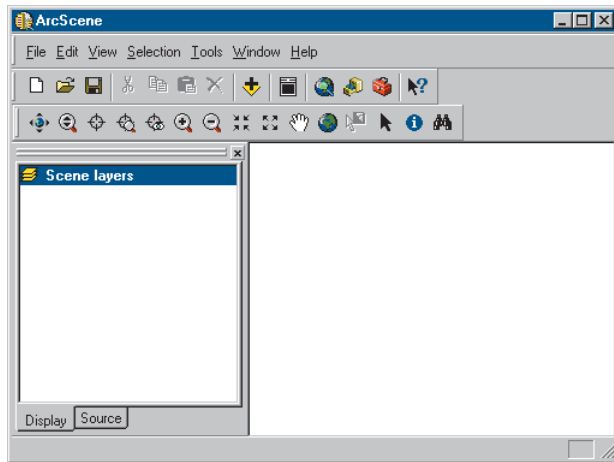 ArcScene
File Edit View Selection Tools Window Help
Scene layers
Display Source